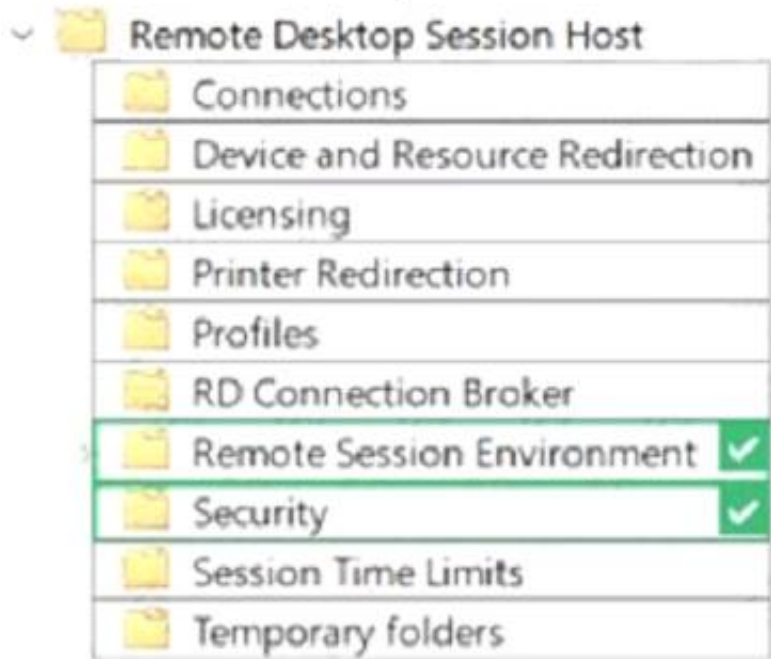 Remote Desktop Session Host
Connections
Device and Resource Redirection
Licensing
Printer Redirection
Profiles
RD Connection Broker
Remote Session Environment
Security
Session Time Limits
Temporary folders